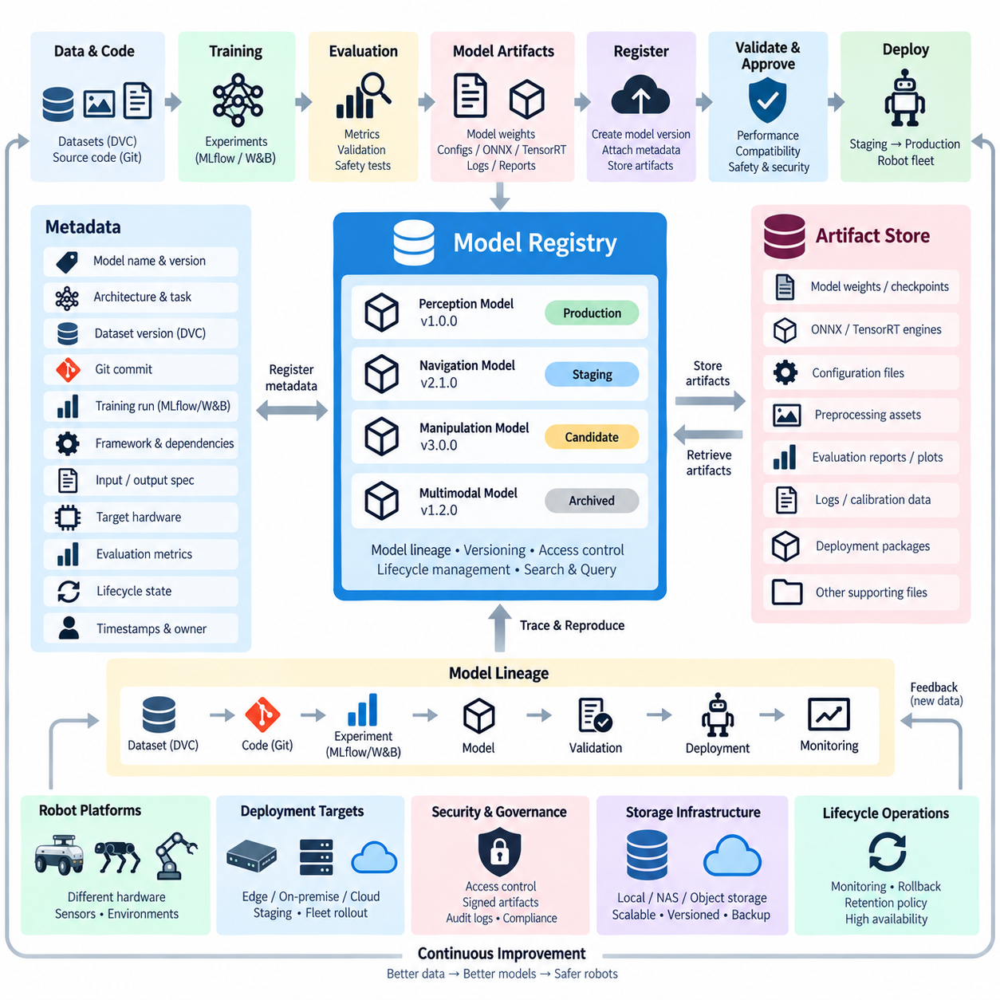 Data & Code
Datasets (DVC)
Source code (Git)
Training
Experiments
(MLflow / W&B)
Evaluation
Metrics
Validation
Safety tests
Model Artifacts
Model weights
Configs / ONNX / TensorRT
Logs / Reports
Register
Create model version
Attach metadata
Store artifacts
Validate &
Approve
Performance
Compatibility
Safety & security
Deploy
Staging → Production
Robot fleet
Metadata
Model name & version
Architecture & task
Dataset version (DVC)
Git commit
Training run (MLflow/W&B)
Framework & dependencies
Input / output spec
Target hardware
Evaluation metrics
Lifecycle state
Timestamps & owner
Register
metadata
Model Registry
Perception Model
v1.0.0
Production
Navigation Model
v2.1.0
Staging
Manipulation Model
v3.0.0
Candidate
Multimodal Model
v1.2.0
Archived
Model lineage • Versioning • Access control
Lifecycle management • Search & Query
Store
artifacts
Retrieve
artifacts
Artifact Store
Model weights / checkpoints
ONNX / TensorRT engines
Configuration files
Preprocessing assets
Evaluation reports / plots
Logs / calibration data
Deployment packages
Other supporting files
Trace & Reproduce
Model Lineage
Dataset (DVC)
Code (Git)
Experiment
(MLflow/W&B)
Model
Validation
Deployment
Monitoring
Feedback
(new data)
Robot Platforms
Different hardware
Sensors • Environments
Deployment Targets
Edge / On-premise / Cloud
Staging • Fleet rollout
Security & Governance
Access control
Signed artifacts
Audit logs • Compliance
Storage Infrastructure
Local / NAS / Object storage
Scalable • Versioned • Backup
Lifecycle Operations
Monitoring • Rollback
Retention policy
High availability
Continuous Improvement
Better data → Better models → Safer robots